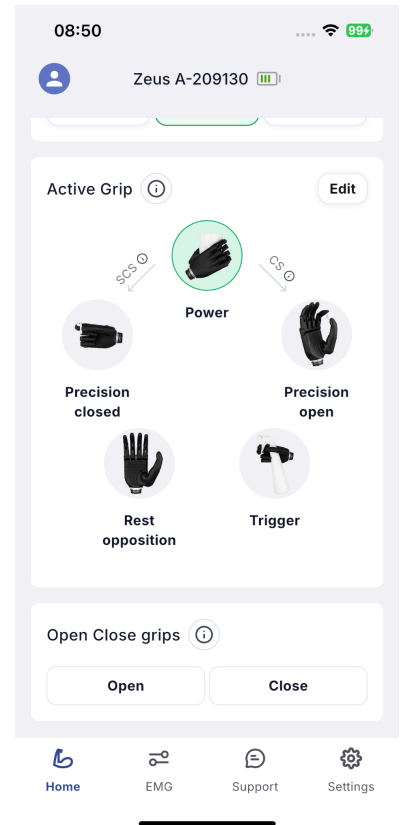 08:50
99
Zeus A-209130
Active Grip
Edit
SCS
CS
Power
Precision
closed
Precision
open
Rest
opposition
Trigger
Open Close grips
Open
Close
Home
EMG
Support
Settings